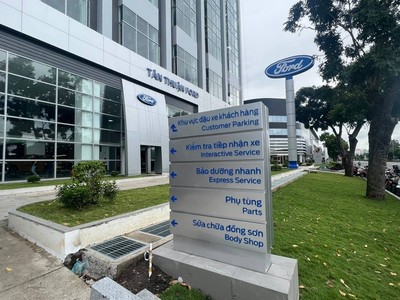 TÂN THUẬN FORD
Ford
Ford
Khu vực đậu xe khách hàng
Customer Parking
Kiểm tra tiếp nhận xe
Interactive Service
Bảo dưỡng nhanh
Express Service
Phụ tùng
Parts
Sửa chữa đồng sơn
Body Shop